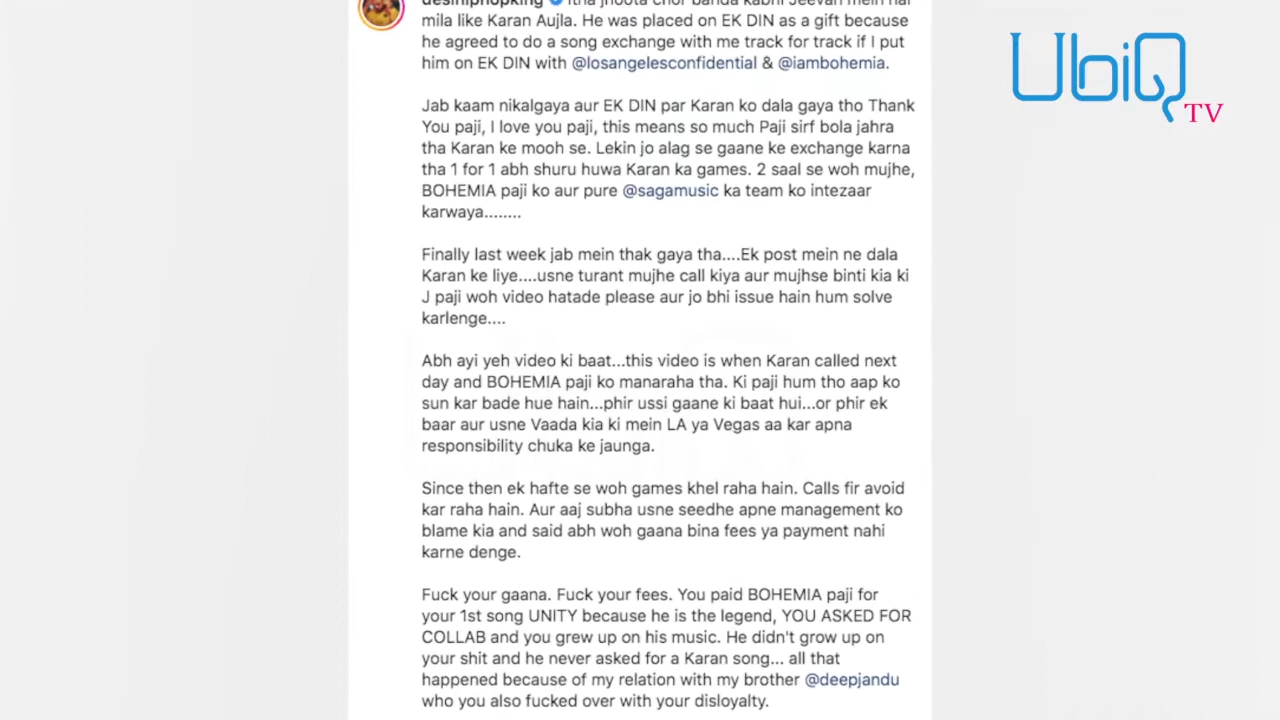 desihiphopking Itna jhoota chor banda kabhi Jeevan mein nai
mila like Karan Aujla. He was placed on EK DIN as a gift because
he agreed to do a song exchange with me track for track if I put
him on EK DIN with @losangelesconfidential & @iambohemia.
Jab kaam nikalgaya aur EK DIN par Karan ko dala gaya tho Thank
You paji, I love you paji, this means so much Paji sirf bola jahra
tha Karan ke mooh se. Lekin jo alag se gaane ke exchange karna
tha 1 for 1 abh shuru huwa Karan ka games. 2 saal se woh mujhe,
BOHEMIA paji ko aur pure @sagamusic ka team ko intezaar
karwaya........
Finally last week jab mein thak gaya tha....Ek post mein ne dala
Karan ke liye....usne turant mujhe call kiya aur mujhse binti kia ki
J paji woh video hatade please aur jo bhi issue hain hum solve
karlenge....
Abh ayi yeh video ki baat...this video is when Karan called next
day and BOHEMIA paji ko manaraha tha. Ki paji hum tho aap ko
sun kar bade hue hain...phir ussi gaane ki baat hui...or phir ek
baar aur usne Vaada kia ki mein LA ya Vegas aa kar apna
responsibility chuka ke jaunga.
Since then ek hafte se woh games khel raha hain. Calls fir avoid
kar raha hain. Aur aaj subha usne seedhe apne management ko
blame kia and said abh woh gaana bina fees ya payment nahi
karne denge.
Fuck your gaana. Fuck your fees. You paid BOHEMIA paji for
your 1st song UNITY because he is the legend, YOU ASKED FOR
COLLAB and you grew up on his music. He didn't grow up on
your shit and he never asked for a Karan song... all that
happened because of my relation with my brother @deepjandu
who you also fucked over with your disloyalty.
UbiQ
TV